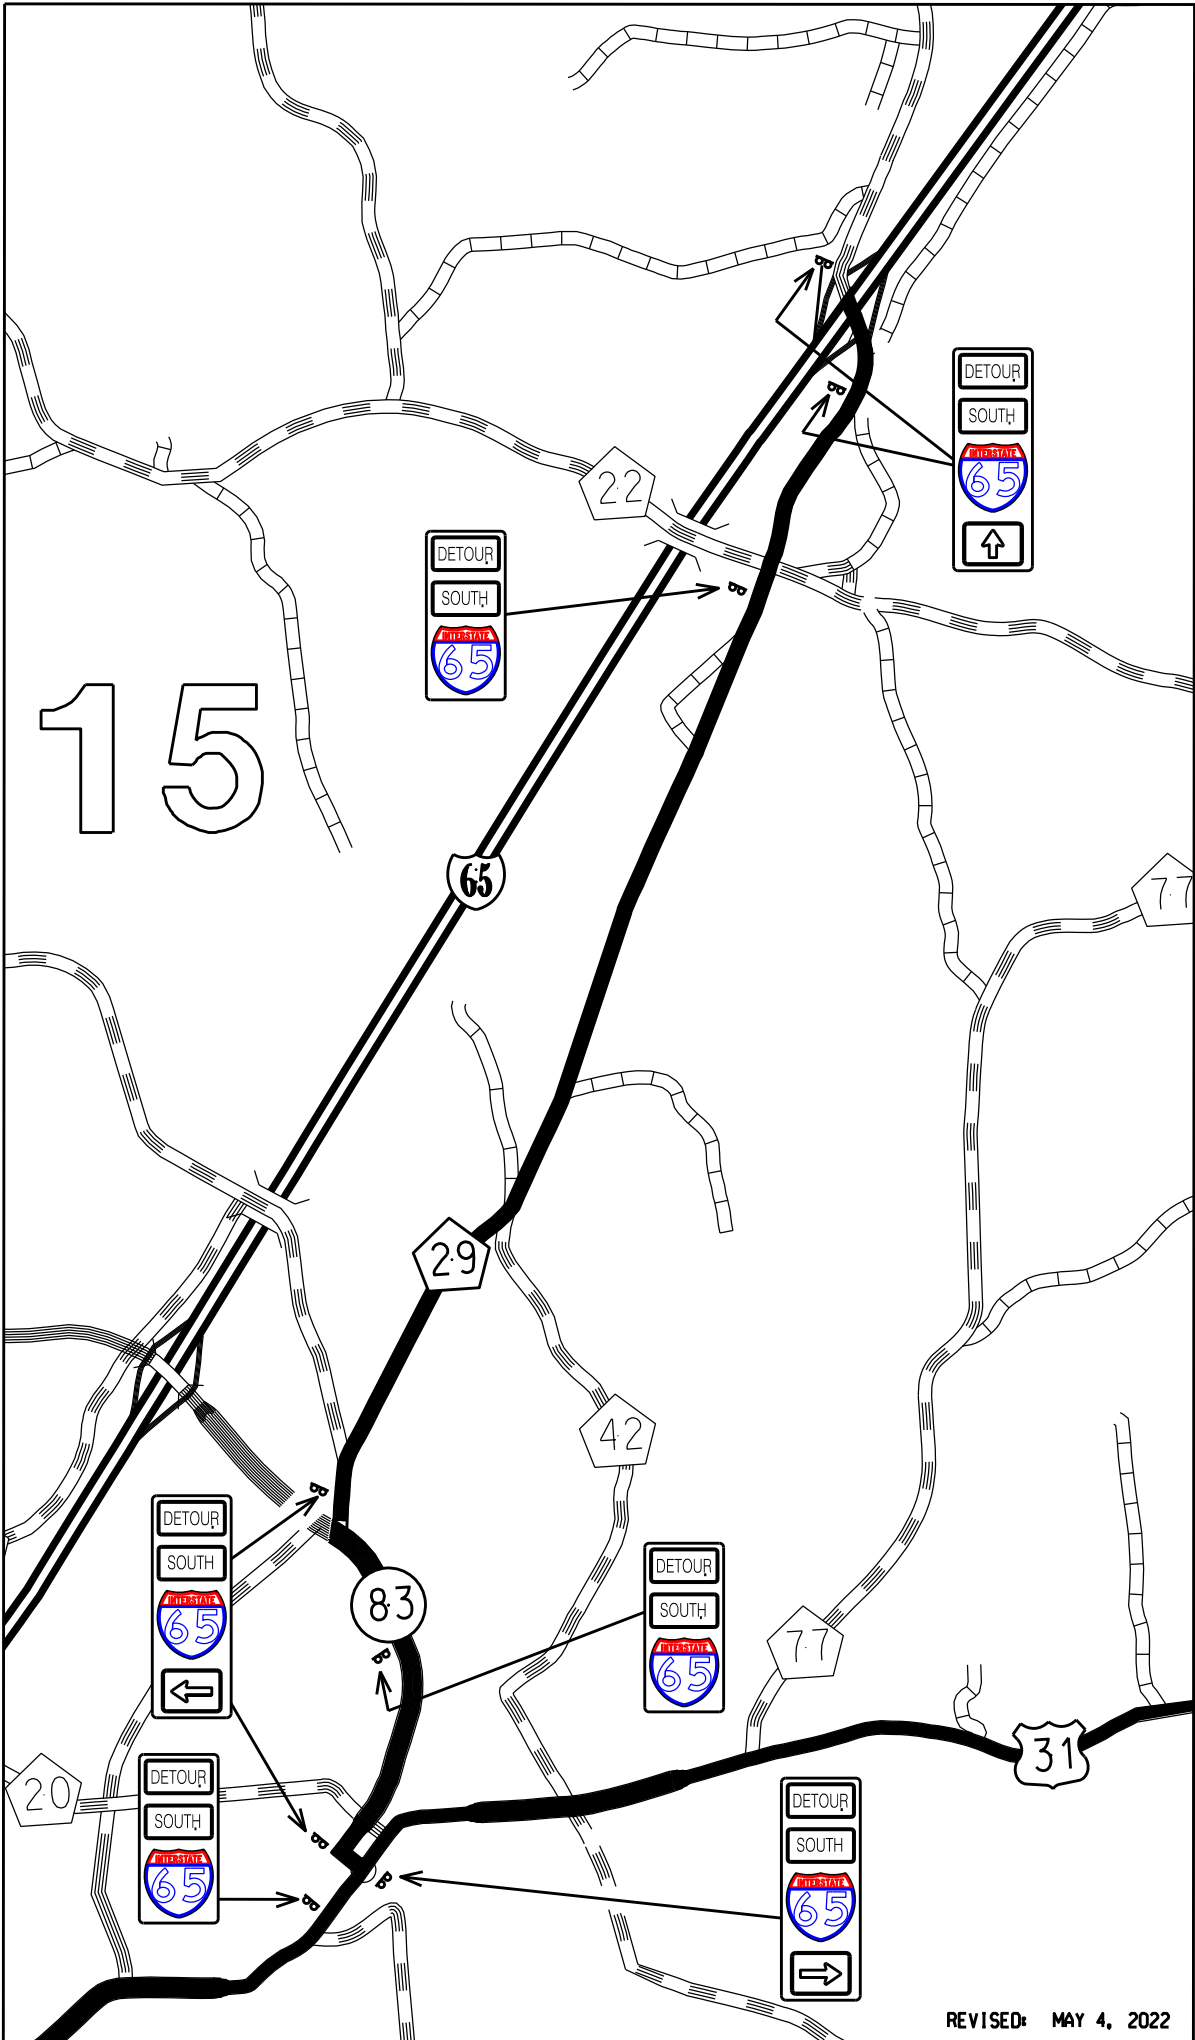 DETOUR
SOUTH
INTERSTATE
65
22
DETOUR
SOUTH
INTERSTATE
65
15
65
77
29
42
DETOUR
SOUTH
INTERSTATE
65
83
DETOUR
SOUTH
INTERSTATE
65
77
31
20
DETOUR
SOUTH
INTERSTATE
65
DETOUR
SOUTH
INTERSTATE
65
REVISED: MAY 4, 2022